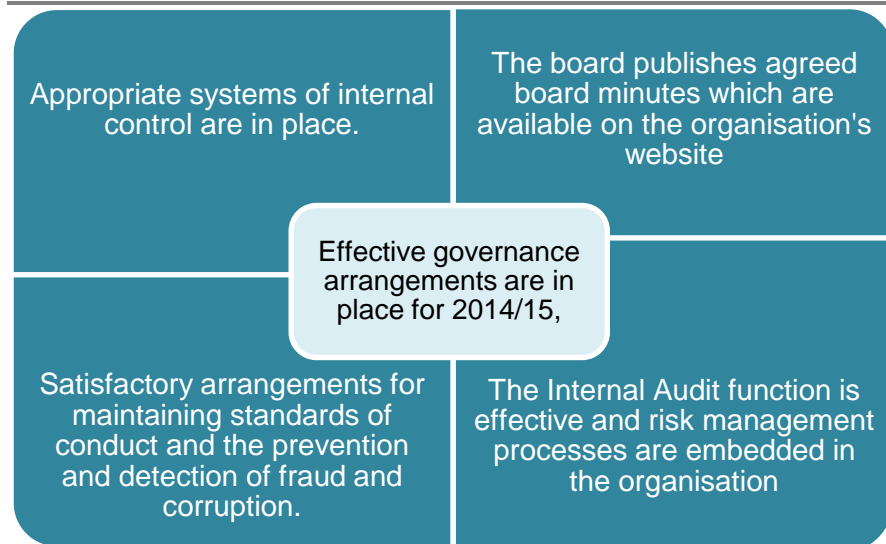 Appropriate systems of internal
control are in place.
The board publishes agreed
board minutes which are
available on the organisation's
website
Effective governance
arrangements are in
place for 2014/15,
Satisfactory arrangements for
maintaining standards of
conduct and the prevention
and detection of fraud and
corruption.
The Internal Audit function is
effective and risk management
processes are embedded in
the organisation